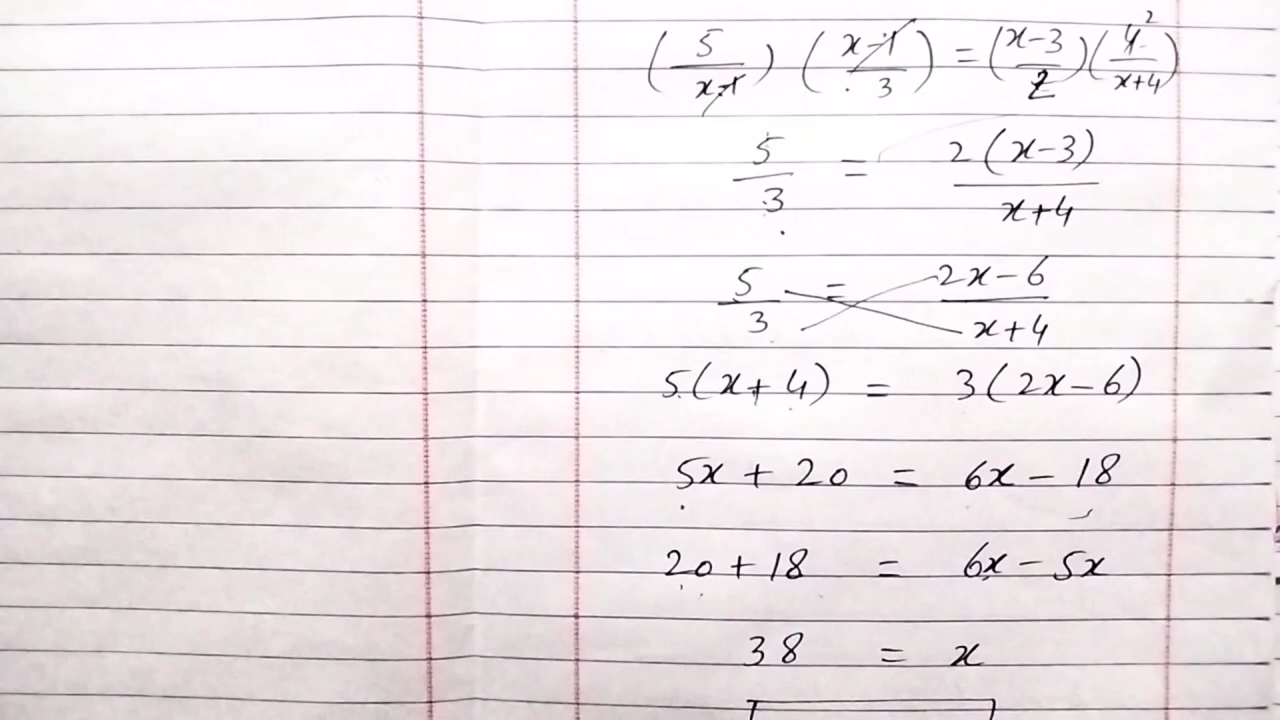 (5/(x-1)) ((x-1)/3) = ((x-3)/2)(4 2/(x+4))
5/3 = 2(x-3)/(x+4)
5/3 = (2x-6)/(x+4)
5(x+4) = 3(2x-6)
5x + 20 = 6x - 18
20 + 18 = 6x - 5x
38 = x